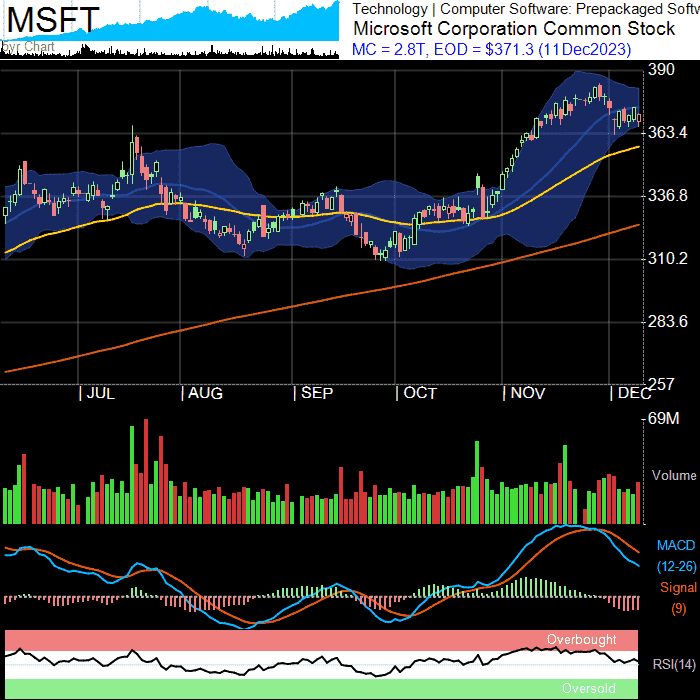 MSFT
Technology | Computer Software: Prepackaged Softw
Microsoft Corporation Common Stock
MC = 2.8T, EOD = $371.3 (11Dec2023)
Chart
390
363.4
336.8
310.2
283.6
257
| JUL | AUG | SEP | OCT | NOV | DEC
69M
Volume
MACD
(12-26)
Signal
(9)
Overbought
RSI(14)
Oversold